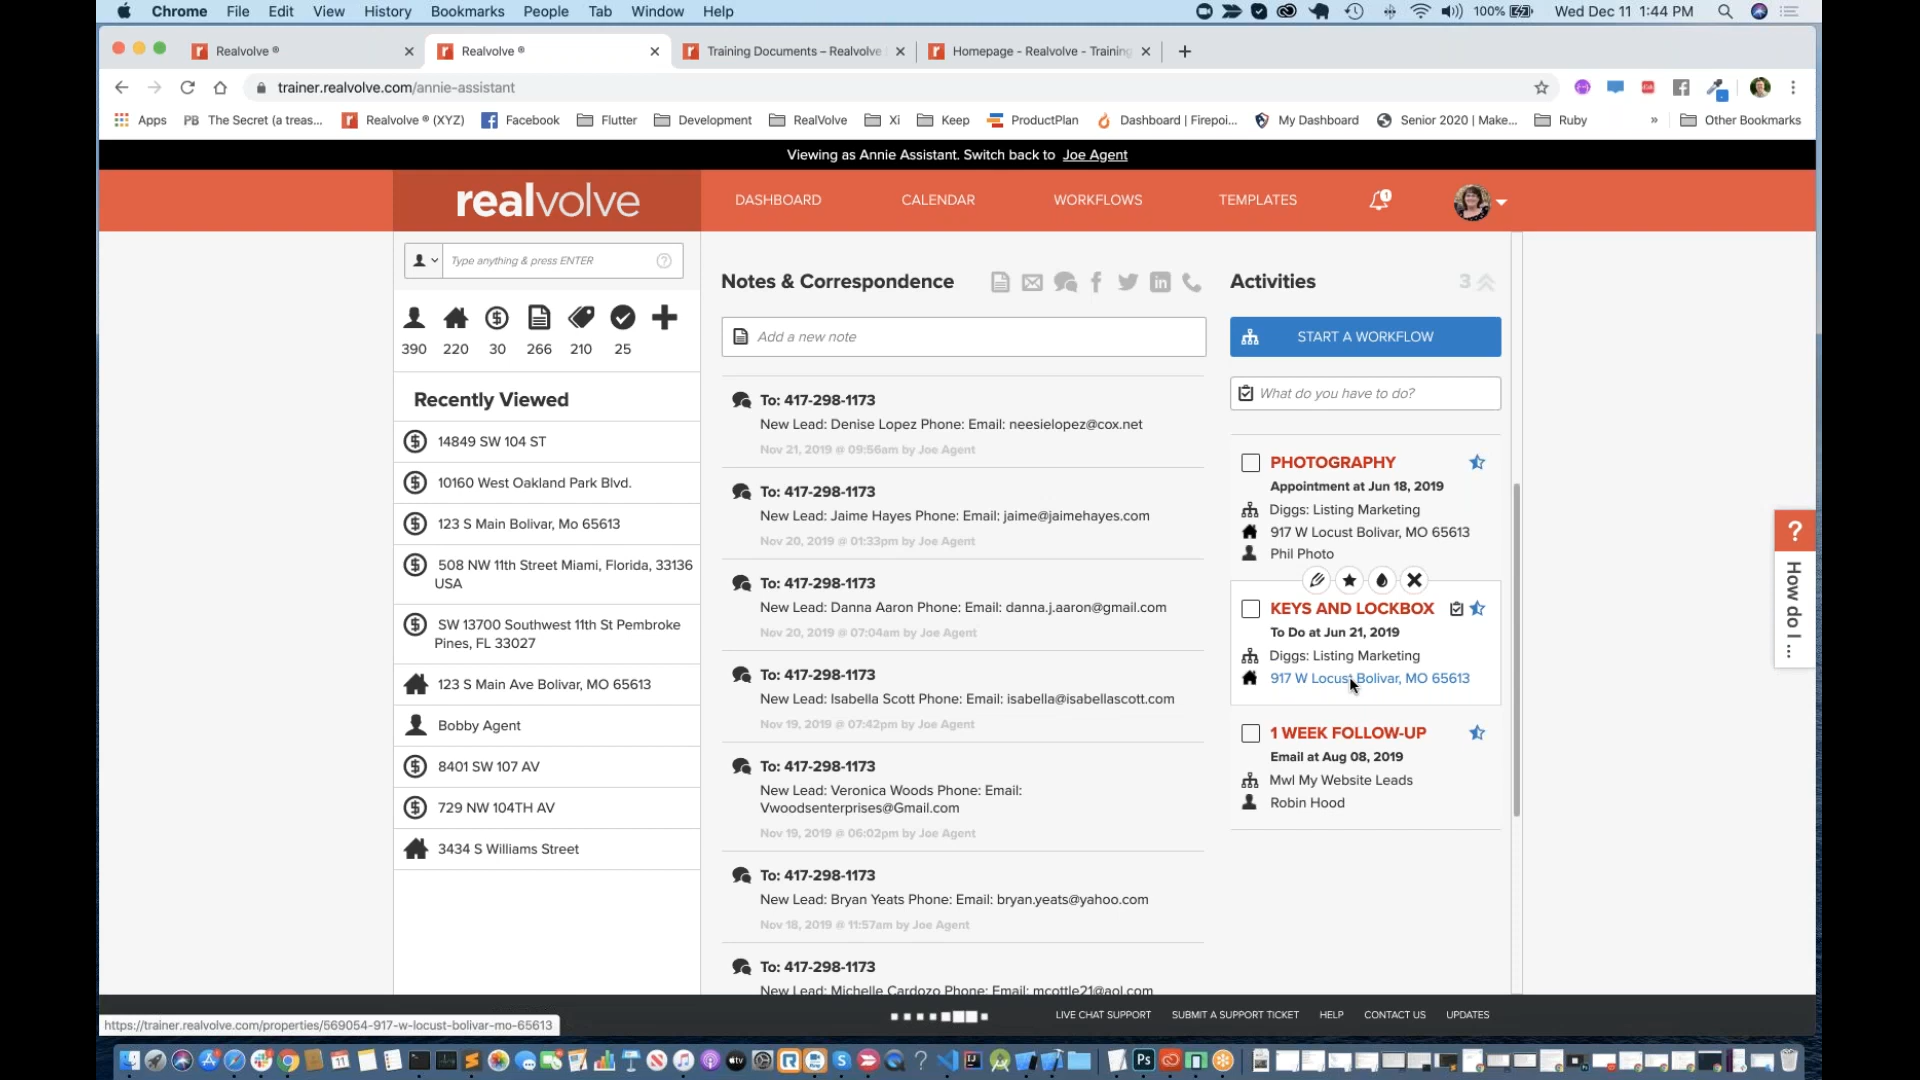 Chrome File Edit View History Bookmarks People Tab Window Help
100% Wed Dec 11 1:44 PM
Realvolve ®
Realvolve ®
Training Documents – Realvolve
Homepage - Realvolve - Training
trainer.realvolve.com/annie-assistant
Apps
PB The Secret (a treas...
Realvolve ® (XYZ)
Facebook
Flutter
Development
RealVolve
Xi
Keep
ProductPlan
Dashboard | Firepoi...
My Dashboard
Senior 2020 | Make...
Ruby
»
Other Bookmarks
Viewing as Annie Assistant. Switch back to Joe Agent
realvolve
DASHBOARD
CALENDAR
WORKFLOWS
TEMPLATES
1
Type anything & press ENTER
390 220 30 266 210 25
Recently Viewed
14849 SW 104 ST
10160 West Oakland Park Blvd.
123 S Main Bolivar, Mo 65613
508 NW 11th Street Miami, Florida, 33136
USA
SW 13700 Southwest 11th St Pembroke
Pines, FL 33027
123 S Main Ave Bolivar, MO 65613
Bobby Agent
8401 SW 107 AV
729 NW 104TH AV
3434 S Williams Street
Notes & Correspondence
Add a new note
To: 417-298-1173
New Lead: Denise Lopez Phone: Email: neesielopez@cox.net
Nov 21, 2019 @ 09:56am by Joe Agent
To: 417-298-1173
New Lead: Jaime Hayes Phone: Email: jaime@jaimehayes.com
Nov 20, 2019 @ 01:33pm by Joe Agent
To: 417-298-1173
New Lead: Danna Aaron Phone: Email: danna.j.aaron@gmail.com
Nov 20, 2019 @ 07:04am by Joe Agent
To: 417-298-1173
New Lead: Isabella Scott Phone: Email: isabella@isabellascott.com
Nov 19, 2019 @ 07:42pm by Joe Agent
To: 417-298-1173
New Lead: Veronica Woods Phone: Email:
Vwoodsenterprises@Gmail.com
Nov 19, 2019 @ 06:02pm by Joe Agent
To: 417-298-1173
New Lead: Bryan Yeats Phone: Email: bryan.yeats@yahoo.com
Nov 18, 2019 @ 11:57am by Joe Agent
To: 417-298-1173
New Lead: Michelle Cardozo Phone: Email: mcottle21@aol.com
Activities
3
START A WORKFLOW
What do you have to do?
PHOTOGRAPHY
Appointment at Jun 18, 2019
Diggs: Listing Marketing
917 W Locust Bolivar, MO 65613
Phil Photo
KEYS AND LOCKBOX
To Do at Jun 21, 2019
Diggs: Listing Marketing
917 W Locust Bolivar, MO 65613
1 WEEK FOLLOW-UP
Email at Aug 08, 2019
Mwl My Website Leads
Robin Hood
?
How do I ...
LIVE CHAT SUPPORT
SUBMIT A SUPPORT TICKET
HELP
CONTACT US
UPDATES
https://trainer.realvolve.com/properties/569054-917-w-locust-bolivar-mo-65613
Ps